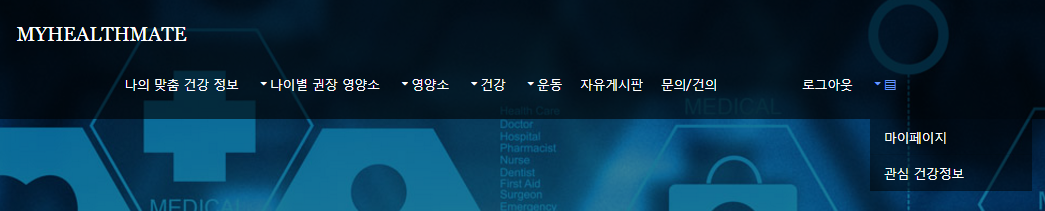 MYHEALTHMATE
나의 맞춤 건강 정보 나이별 권장 영양소 영양소 건강 운동 자유게시판 문의/건의 로그아웃
마이페이지
관심 건강정보
MEDICAL
Health Care
Doctor
Hospital
Pharmacist
Nurse
Dentist
First Aid
Surgeon
Emergency
MEDICAL